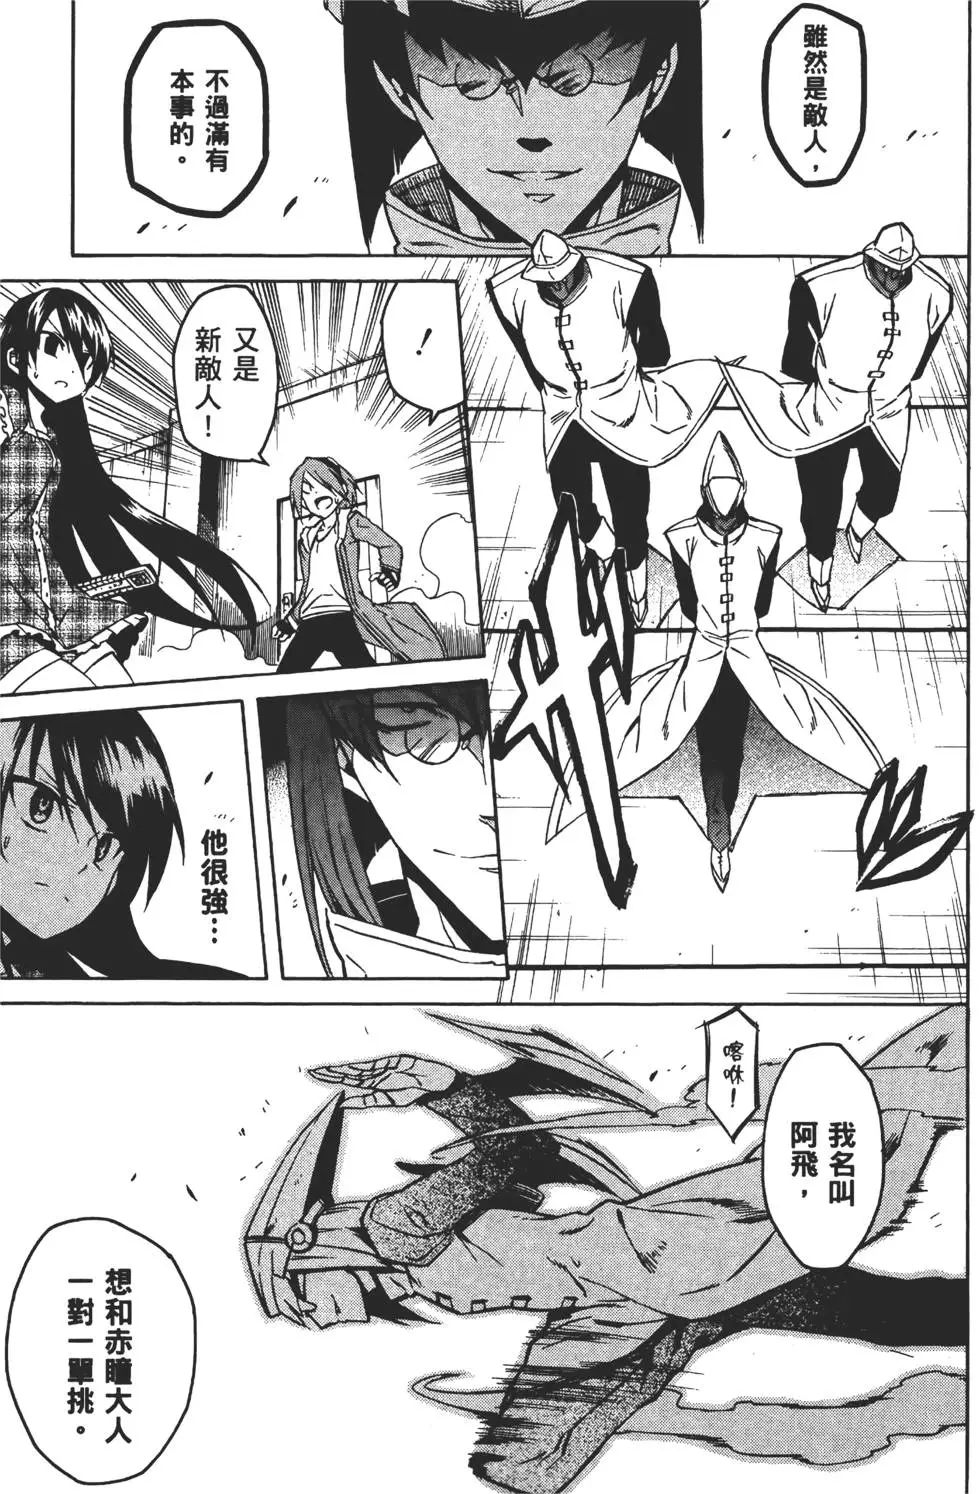 雖然是敵人，
不過滿有
本事的。
！
又是
新敵人！
他很強…
喀咻！
我名叫
阿飛，
想和赤瞳大人
一對一單挑。